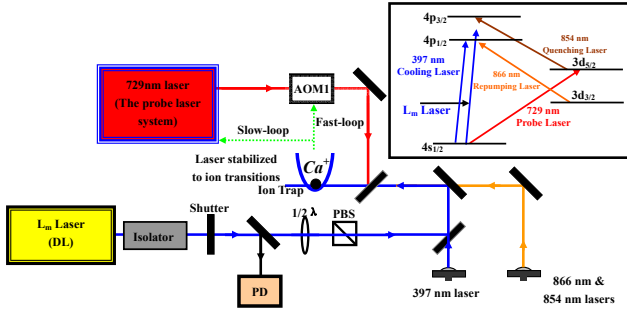 729nm laser
(The probe laser
system)
AOM1
Slow-loop
Fast-loop
Laser stabilized
to ion transitions
Ca+
Ion Trap
4p3/2
4p1/2
397 nm
Cooling Laser
854 nm
Quenching Laser
3d5/2
866 nm
Repumping Laser
3d3/2
Lm Laser
729 nm
Probe Laser
4s1/2
Lm Laser
(DL)
Isolator
Shutter
1/2 λ
PBS
PD
397 nm laser
866 nm &
854 nm lasers